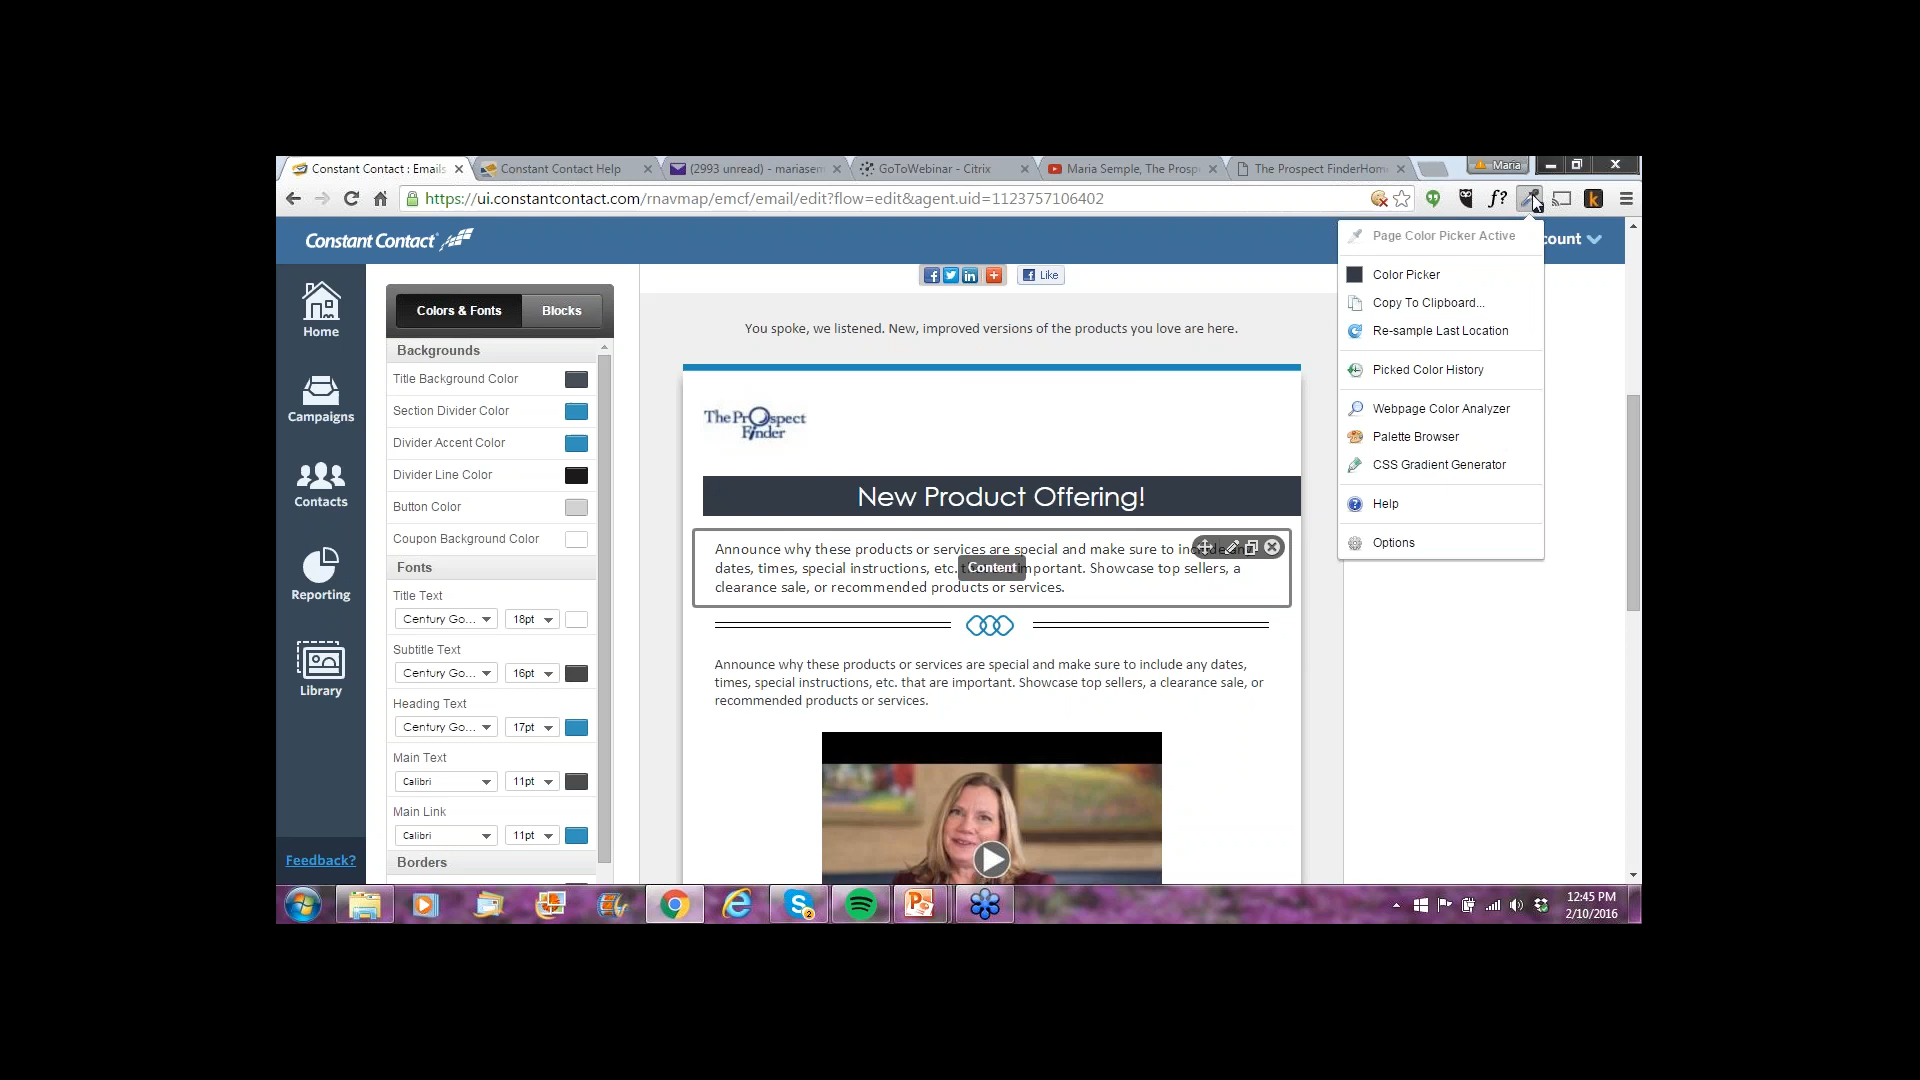 Constant Contact : Emails
Constant Contact Help
(2993 unread) - mariasem
GoToWebinar - Citrix
Maria Semple, The Prosp
The Prospect FinderHom
Maria
https://ui.constantcontact.com/rnavmap/emcf/email/edit?flow=edit&agent.uid=1123757106402
f?
k
Constant Contact
count
Home
Campaigns
Contacts
Reporting
Library
Feedback?
Colors & Fonts
Blocks
Backgrounds
Title Background Color
Section Divider Color
Divider Accent Color
Divider Line Color
Button Color
Coupon Background Color
Fonts
Title Text
Century Go... 18pt
Subtitle Text
Century Go... 16pt
Heading Text
Century Go... 17pt
Main Text
Calibri 11pt
Main Link
Calibri 11pt
Borders
Like
You spoke, we listened. New, improved versions of the products you love are here.
The Prospect
Finder
New Product Offering!
Announce why these products or services are special and make sure to include any
dates, times, special instructions, etc. important. Showcase top sellers, a
clearance sale, or recommended products or services.
Content
Announce why these products or services are special and make sure to include any dates,
times, special instructions, etc. that are important. Showcase top sellers, a clearance sale, or
recommended products or services.
Page Color Picker Active
Color Picker
Copy To Clipboard...
Re-sample Last Location
Picked Color History
Webpage Color Analyzer
Palette Browser
CSS Gradient Generator
Help
Options
12:45 PM
2/10/2016